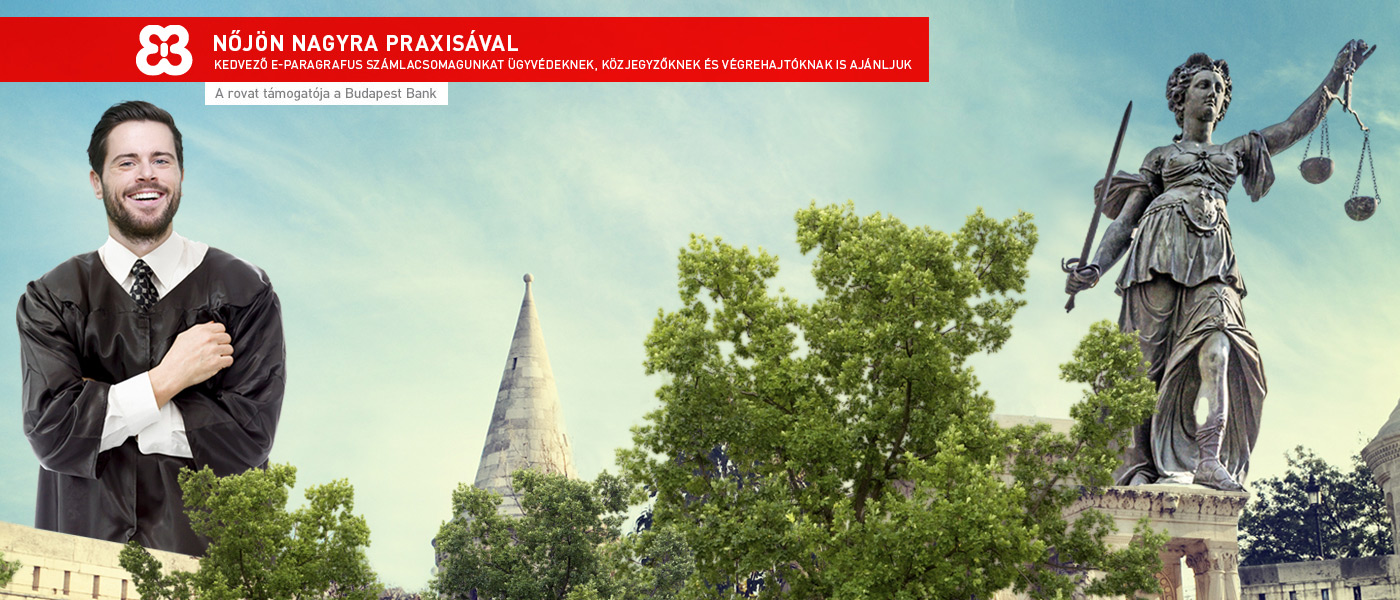 NŐJÖN NAGYRA PRAXISÁVAL
KEDVEZŐ E-PARAGRAFUS SZÁMLACSOMAGUNKAT ÜGYVÉDEKNEK, KÖZJEGYZŐKNEK ÉS VÉGREHAJTÓKNAK IS AJÁNLJUK
A rovat támogatója a Budapest Bank